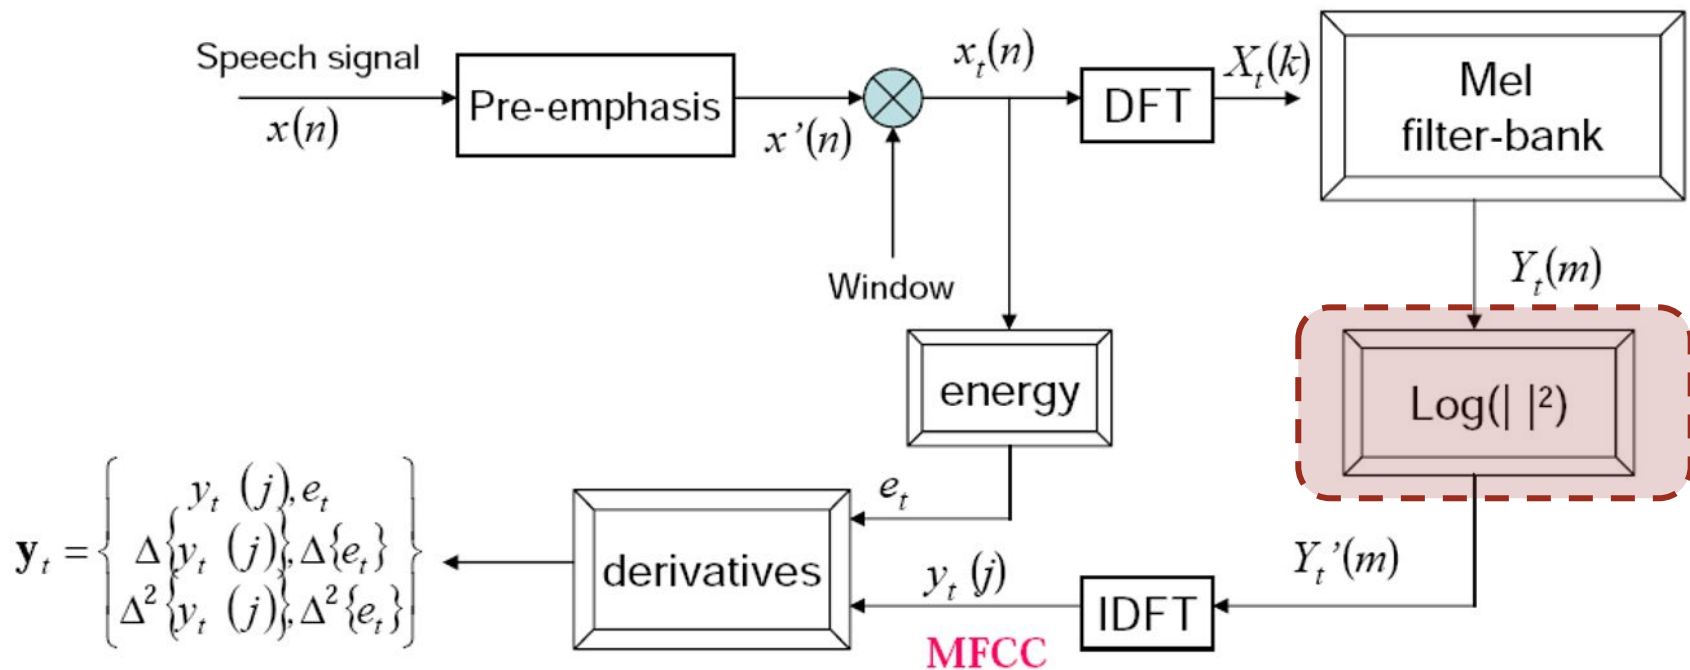 Speech signal
x(n)
Pre-emphasis
x’(n)
Window
x_t(n)
DFT
X_t(k)
Mel
filter-bank
Y_t(m)
Log(| |²)
Y_t’(m)
IDFT
y_t (j)
MFCC
energy
e_t
derivatives
y_t = { y_t (j), e_t
Δ{y_t (j)}, Δ{e_t}
Δ²{y_t (j)}, Δ²{e_t} }